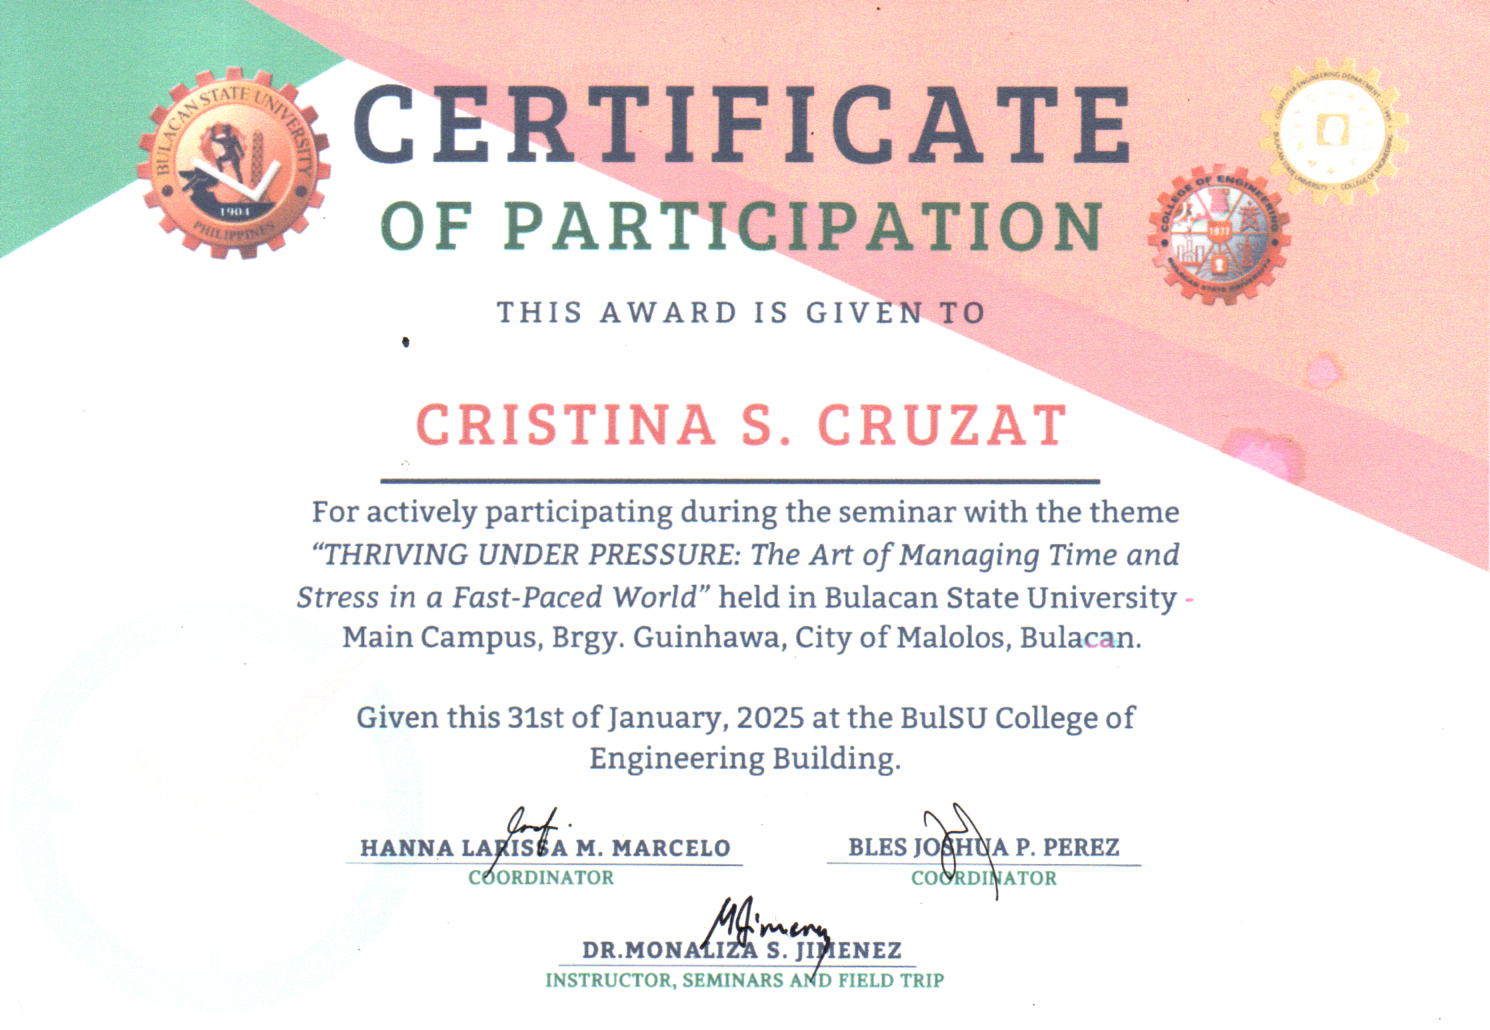 BULACAN STATE UNIVERSITY
1904
PHILIPPINES
CERTIFICATE
OF PARTICIPATION
COMPUTER ENGINEERING DEPARTMENT
BULACAN STATE UNIVERSITY • COLLEGE OF ENGINEERING
COLLEGE OF ENGINEERING
1977
BULACAN STATE UNIVERSITY
THIS AWARD IS GIVEN TO
CRISTINA S. CRUZAT
For actively participating during the seminar with the theme
“THRIVING UNDER PRESSURE: The Art of Managing Time and
Stress in a Fast-Paced World” held in Bulacan State University -
Main Campus, Brgy. Guinhawa, City of Malolos, Bulacan.
Given this 31st of January, 2025 at the BulSU College of
Engineering Building.
HANNA LARISSA M. MARCELO
COORDINATOR
BLES JOSHUA P. PEREZ
COORDINATOR
MJimenez
DR.MONALIZA S. JIMENEZ
INSTRUCTOR, SEMINARS AND FIELD TRIP